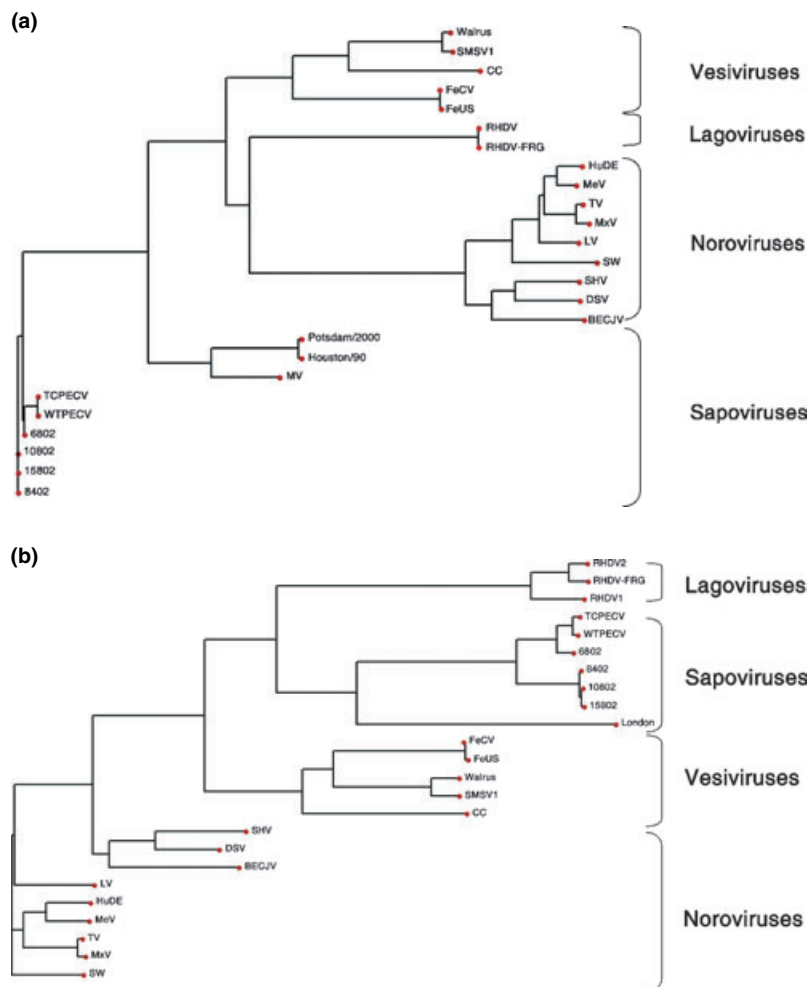 (a)
Walrus
SMSV1
CC
FeCV
FeUS
Vesiviruses
RHDV
RHDV-FRG
Lagoviruses
HµDE
MeV
TV
MxV
LV
SW
SHV
DSV
BECJV
Noroviruses
Potsdam/2000
Houston/90
MV
TCPECV
WTPECV
6802
10802
15802
8402
Sapoviruses
(b)
RHDV2
RHDV-FRG
RHDV1
Lagoviruses
TCPECV
WTPECV
6802
8402
10802
15802
London
Sapoviruses
FeCV
FeUS
Walrus
SMSV1
CC
Vesiviruses
SHV
DSV
BECJV
LV
HuDE
MeV
TV
MxV
SW
Noroviruses